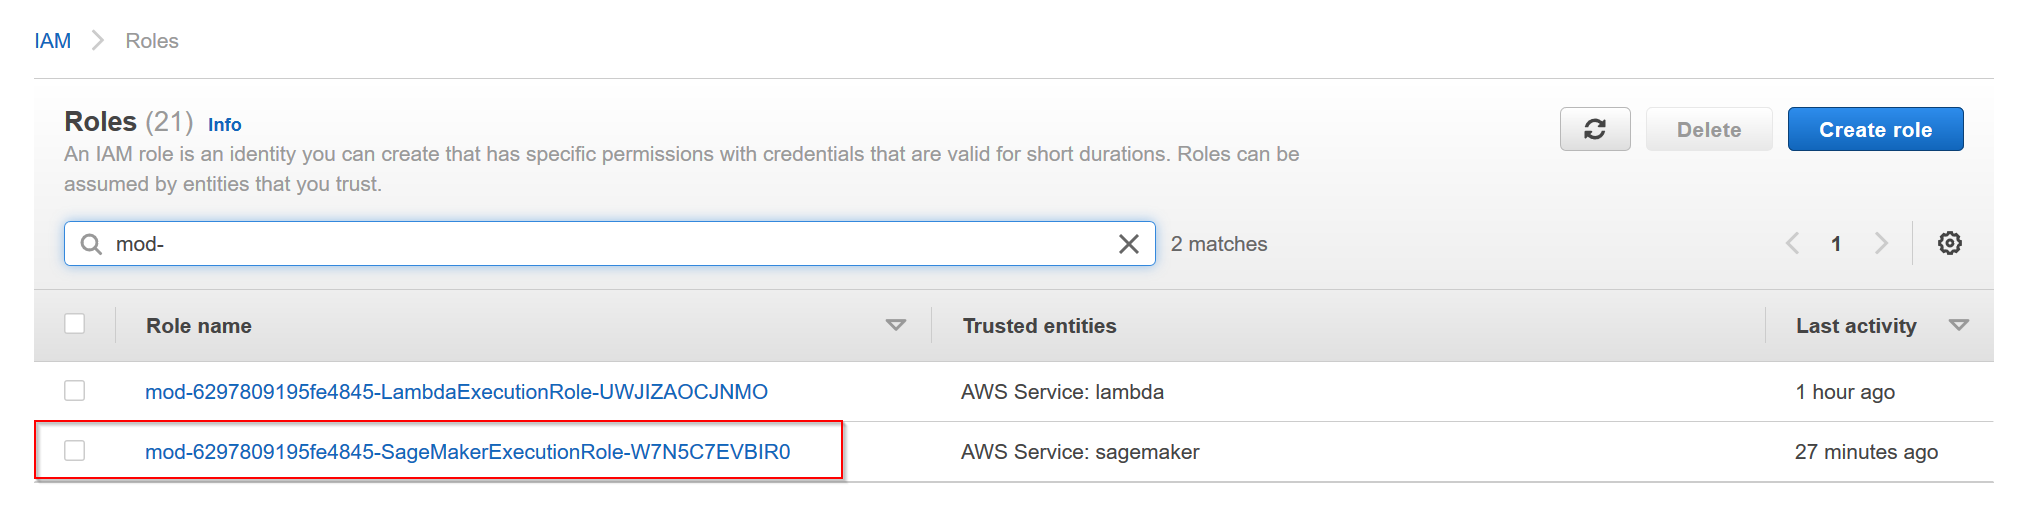 IAM > Roles
Roles (21) Info
Delete
Create role
An IAM role is an identity you can create that has specific permissions with credentials that are valid for short durations. Roles can be
assumed by entities that you trust.
mod-
2 matches
1
Role name
Trusted entities
Last activity
mod-6297809195fe4845-LambdaExecutionRole-UWJIZAOCJNMO
AWS Service: lambda
1 hour ago
mod-6297809195fe4845-SageMakerExecutionRole-W7N5C7EVBIR0
AWS Service: sagemaker
27 minutes ago